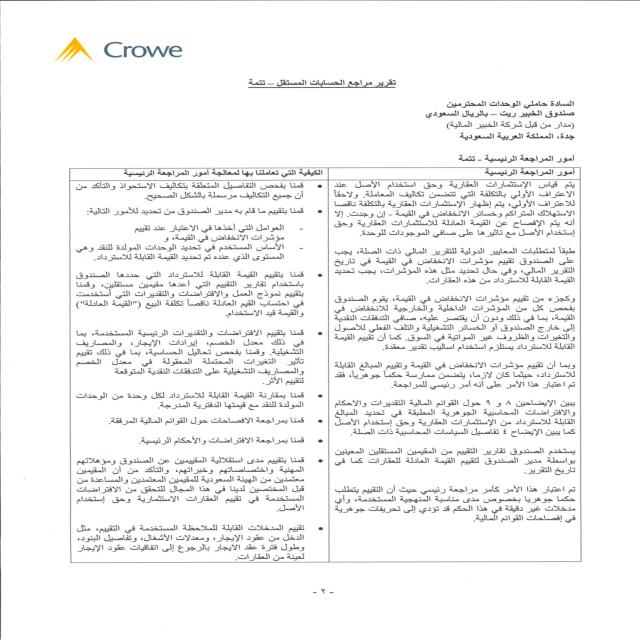 Crowe
تقرير مراجع الحسابات المستقل – تتمة
السادة حاملي الوحدات المحترمين
صندوق الخبير ريت – بالريال السعودي
(مدار من قبل شركة الخبير المالية)
جدة، المملكة العربية السعودية
أمور المراجعة الرئيسية - تتمة
أمور المراجعة الرئيسية
يتم قياس الإستثمارات العقارية وحق استخدام الأصل عند
الاعتراف الأولي بالتكلفة التي تتضمن تكاليف المعاملة. ولاحقاً
للاعتراف الأولي، يتم إظهار الإستثمارات العقارية بالتكلفة ناقصا
الاستهلاك المتراكم وخسائر الانخفاض في القيمة - إن وجدت. إلا
أنه يتم الإفصاح عن القيمة العادلة للاستثمارات العقارية وحق
إستخدام الأصل مع تأثيرها على صافي الموجودات للوحدة.
طبقاً لمتطلبات المعايير الدولية للتقرير المالي ذات الصلة، يجب
على الصندوق تقييم مؤشرات الانخفاض في القيمة في تاريخ
التقرير المالي، وفي حال تحديد مثل هذه المؤشرات، يجب تحديد
القيمة القابلة للاسترداد من هذه العقارات.
وكجزء من تقييم مؤشرات الانخفاض في القيمة، يقوم الصندوق
بفحص كل من المؤشرات الداخلية والخارجية للانخفاض في
القيمة، بما في ذلك ودون أن يقتصر عليه، صافي التدفقات النقدية
إلى خارج الصندوق أو الخسائر التشغيلية والتلف الفعلي للأصول
والتغيرات والظروف غير المواتية في السوق. كما أن تقييم القيمة
القابلة للاسترداد يستلزم استخدام اساليب تقدير معقدة.
وبما أن تقييم مؤشرات الانخفاض في القيمة وتقييم المبالغ القابلة
للاسترداد، حيثما كان لازما، يتضمن ممارسة حكماً جوهرياً، فقد
تم اعتبار هذا الأمر على أنه أمر رئيسي للمراجعة.
يبين الإيضاحين ٨ و ٩ حول القوائم المالية التقديرات والأحكام
والافتراضات المحاسبية الجوهرية المطبقة في تحديد المبالغ
القابلة للاسترداد من الإستثمارات العقارية وحق إستخدام الأصل
كما يبين الإيضاح ٤ تفاصيل السياسات المحاسبية ذات الصلة.
يستخدم الصندوق تقارير التقييم من المقيمين المستقلين المعينين
بواسطة مدير الصندوق لتقييم القيمة العادلة للعقارات كما في
تاريخ التقرير.
تم اعتبار هذا الأمر كأمر مراجعة رئيسي حيث أن التقييم يتطلب
حكما جوهريا بخصوص مدى مناسبة المنهجية المستخدمة، وأي
مدخلات غير دقيقة في هذا الحكم قد تؤدي إلى تحريفات جوهرية
في إفصاحات القوائم المالية.
الكيفية التي تعاملنا بها لمعالجة أمور المراجعة الرئيسية
• قمنا بفحص التفاصيل المتعلقة بتكاليف الاستحواذ والتأكد من
أن جميع التكاليف مرسملة بالشكل الصحيح.
• قمنا بتقييم ما قام به مدير الصندوق من تحديد للأمور التالية:
- العوامل التي أخذها في الاعتبار عند تقييم
مؤشرات الانخفاض في القيمة، و
- الأساس المستخدم في تحديد الوحدات المولدة للنقد وهي
المستوى الذي عنده تم تحديد القيمة القابلة للاسترداد.
• قمنا بتقييم القيمة القابلة للاسترداد التي حددها الصندوق
باستخدام تقارير التقييم التي أعدها مقيمين مستقلين، وقمنا
بتقييم نموذج العمل والافتراضات والتقديرات التي أستخدمت
في احتساب القيم العادلة ناقصاً تكلفة البيع ("القيمة العادلة")
والقيمة قيد الاستخدام.
• قمنا بتقييم الافتراضات والتقديرات الرئيسية المستخدمة، بما
في ذلك معدل الخصم، إيرادات الإيجار، والمصاريف
التشغيلية. وقمنا بفحص تحاليل الحساسية، بما في ذلك تقييم
تأثير التغيرات المحتملة المعقولة في معدل الخصم
والمصاريف التشغيلية على التدفقات النقدية المتوقعة
لتقييم الأثر.
• قمنا بمقارنة القيمة القابلة للاسترداد لكل وحدة من الوحدات
المولدة للنقد مع قيمتها الدفترية المدرجة.
• قمنا بمراجعة الافصاحات حول القوائم المالية المرفقة.
• قمنا بمراجعة الافتراضات والأحكام الرئيسية.
• قمنا بتقييم مدى استقلالية المقييمين عن الصندوق ومؤهلاتهم
المهنية واختصاصاتهم وخبراتهم، والتأكد من أن المقيمين
معتمدين من الهيئة السعودية للمقيمين المعتمدين والمساعدة من
قبل المختصين لدينا في هذا المجال للتحقق من الافتراضات
المستخدمة في تقييم العقارات الاستثمارية وحق إستخدام
الأصل.
• تقييم المدخلات القابلة للملاحظة المستخدمة في التقييم، مثل
الدخل من عقود الإيجار، ومعدلات الأشغال، وتفاصيل البنود،
وطول فترة عقد الايجار بالرجوع إلى اتفاقيات عقود الإيجار
لعينة من العقارات.
- ٢ -